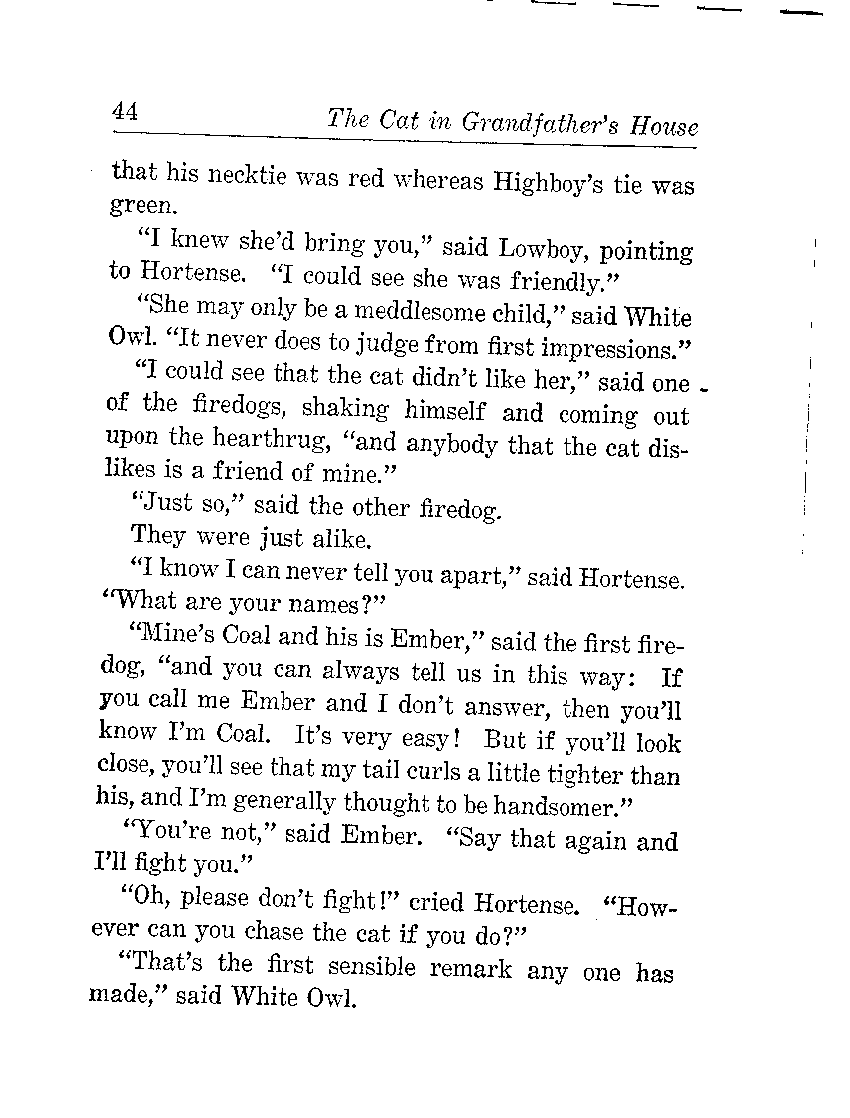 44 The Cat in Grandfather's House
that his necktie was red whereas Highboy's tie was
green.
“I knew she'd bring you,” said Lowboy, pointing
to Hortense. “I could see she was friendly.”
“She may only be a meddlesome child,” said White
Owl. “It never does to judge from first impressions.”
“I could see that the cat didn't like her,” said one
of the firedogs, shaking himself and coming out
upon the hearthrug, “and anybody that the cat dis-
likes is a friend of mine.”
“Just so,” said the other firedog.
They were just alike.
“I know I can never tell you apart,” said Hortense.
“What are your names?”
“Mine's Coal and his is Ember,” said the first fire-
dog, “and you can always tell us in this way: If
you call me Ember and I don't answer, then you'll
know I'm Coal. It's very easy! But if you'll look
close, you'll see that my tail curls a little tighter than
his, and I'm generally thought to be handsomer.”
“You're not,” said Ember. “Say that again and
I'll fight you.”
“Oh, please don't fight!” cried Hortense. “How-
ever can you chase the cat if you do?”
“That's the first sensible remark any one has
made,” said White Owl.